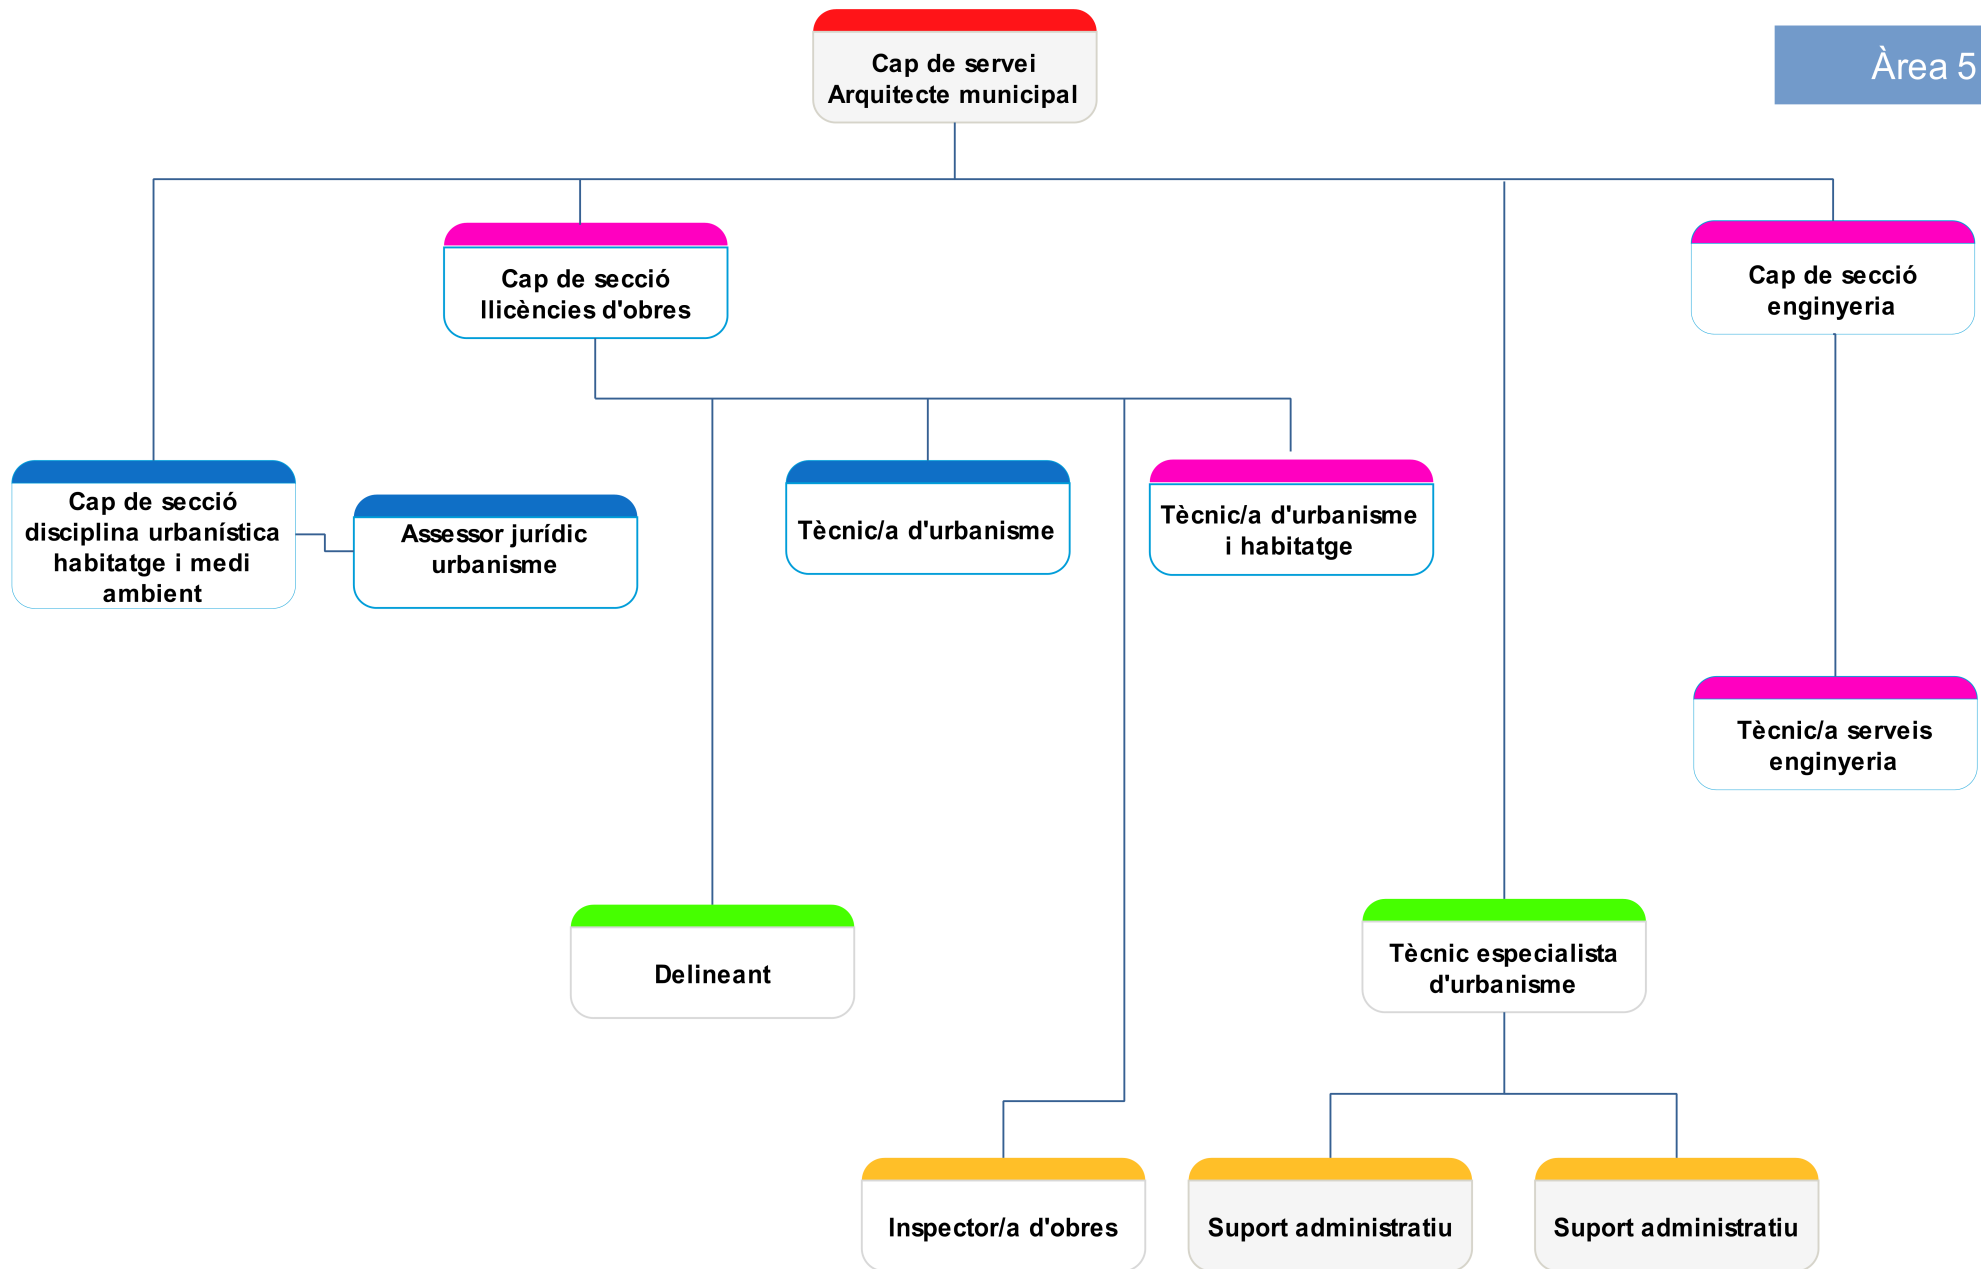 Cap de servei
Arquitecte municipal
Àrea 5
Cap de secció
llicències d'obres
Cap de secció
enginyeria
Cap de secció
disciplina urbanística
habitatge i medi
ambient
Assessor jurídic
urbanisme
Tècnic/a d'urbanisme
Tècnic/a d'urbanisme
i habitatge
Tècnic/a serveis
enginyeria
Delineant
Tècnic especialista
d'urbanisme
Inspector/a d'obres
Suport administratiu
Suport administratiu